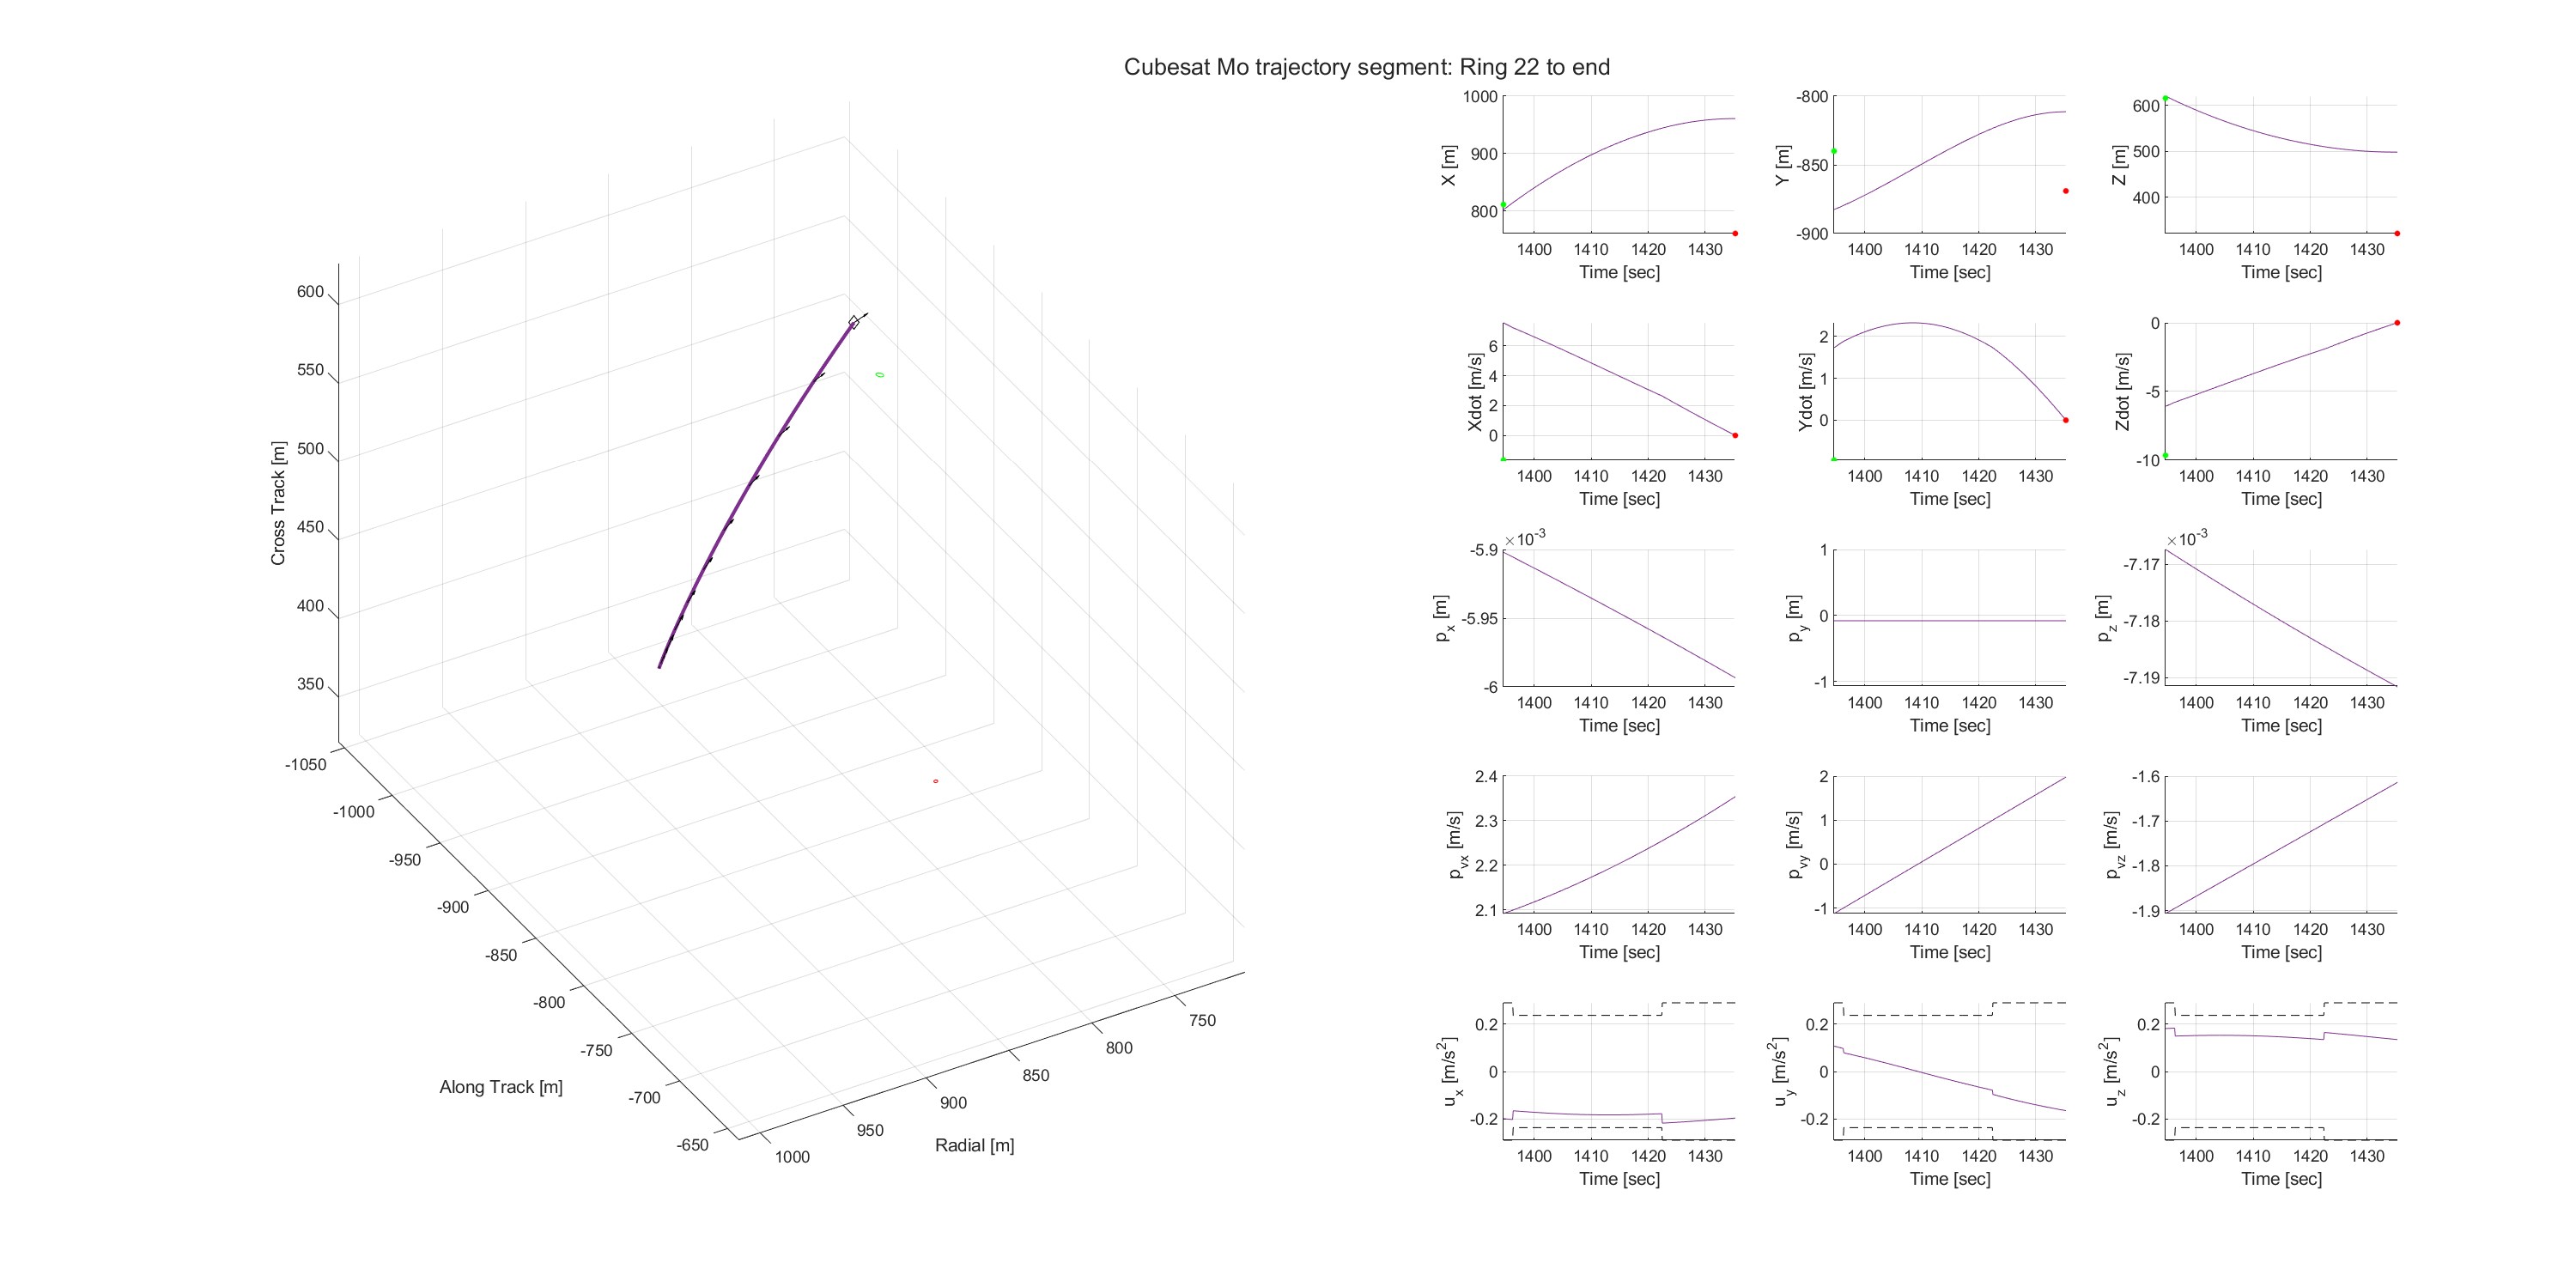 Cubesat Mo trajectory segment: Ring 22 to end
600
550
500
450
400
350
Cross Track [m]
-1050
-1000
-950
-900
-850
-800
-750
-700
-650
Along Track [m]
1000
950
900
850
800
750
Radial [m]
1000
900
800
X [m]
1400 1410 1420 1430
Time [sec]
-800
-850
-900
Y [m]
1400 1410 1420 1430
Time [sec]
600
500
400
Z [m]
1400 1410 1420 1430
Time [sec]
6
4
2
0
Xdot [m/s]
1400 1410 1420 1430
Time [sec]
2
1
0
Ydot [m/s]
1400 1410 1420 1430
Time [sec]
0
-5
-10
Zdot [m/s]
1400 1410 1420 1430
Time [sec]
×10-3
-5.9
-5.95
-6
px [m]
1400 1410 1420 1430
Time [sec]
1
0
-1
py [m]
1400 1410 1420 1430
Time [sec]
×10-3
-7.17
-7.18
-7.19
pz [m]
1400 1410 1420 1430
Time [sec]
2.4
2.3
2.2
2.1
pvx [m/s]
1400 1410 1420 1430
Time [sec]
2
1
0
-1
pvy [m/s]
1400 1410 1420 1430
Time [sec]
-1.6
-1.7
-1.8
-1.9
pvz [m/s]
1400 1410 1420 1430
Time [sec]
0.2
0
-0.2
ux [m/s2]
1400 1410 1420 1430
Time [sec]
0.2
0
-0.2
uy [m/s2]
1400 1410 1420 1430
Time [sec]
0.2
0
-0.2
uz [m/s2]
1400 1410 1420 1430
Time [sec]